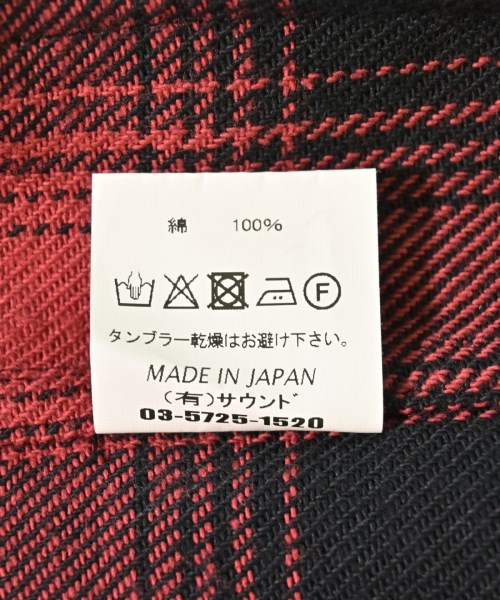 綿 100%
F
タンブラー乾燥はお避け下さい。
MADE IN JAPAN
(有)サウンド
03-5725-1520